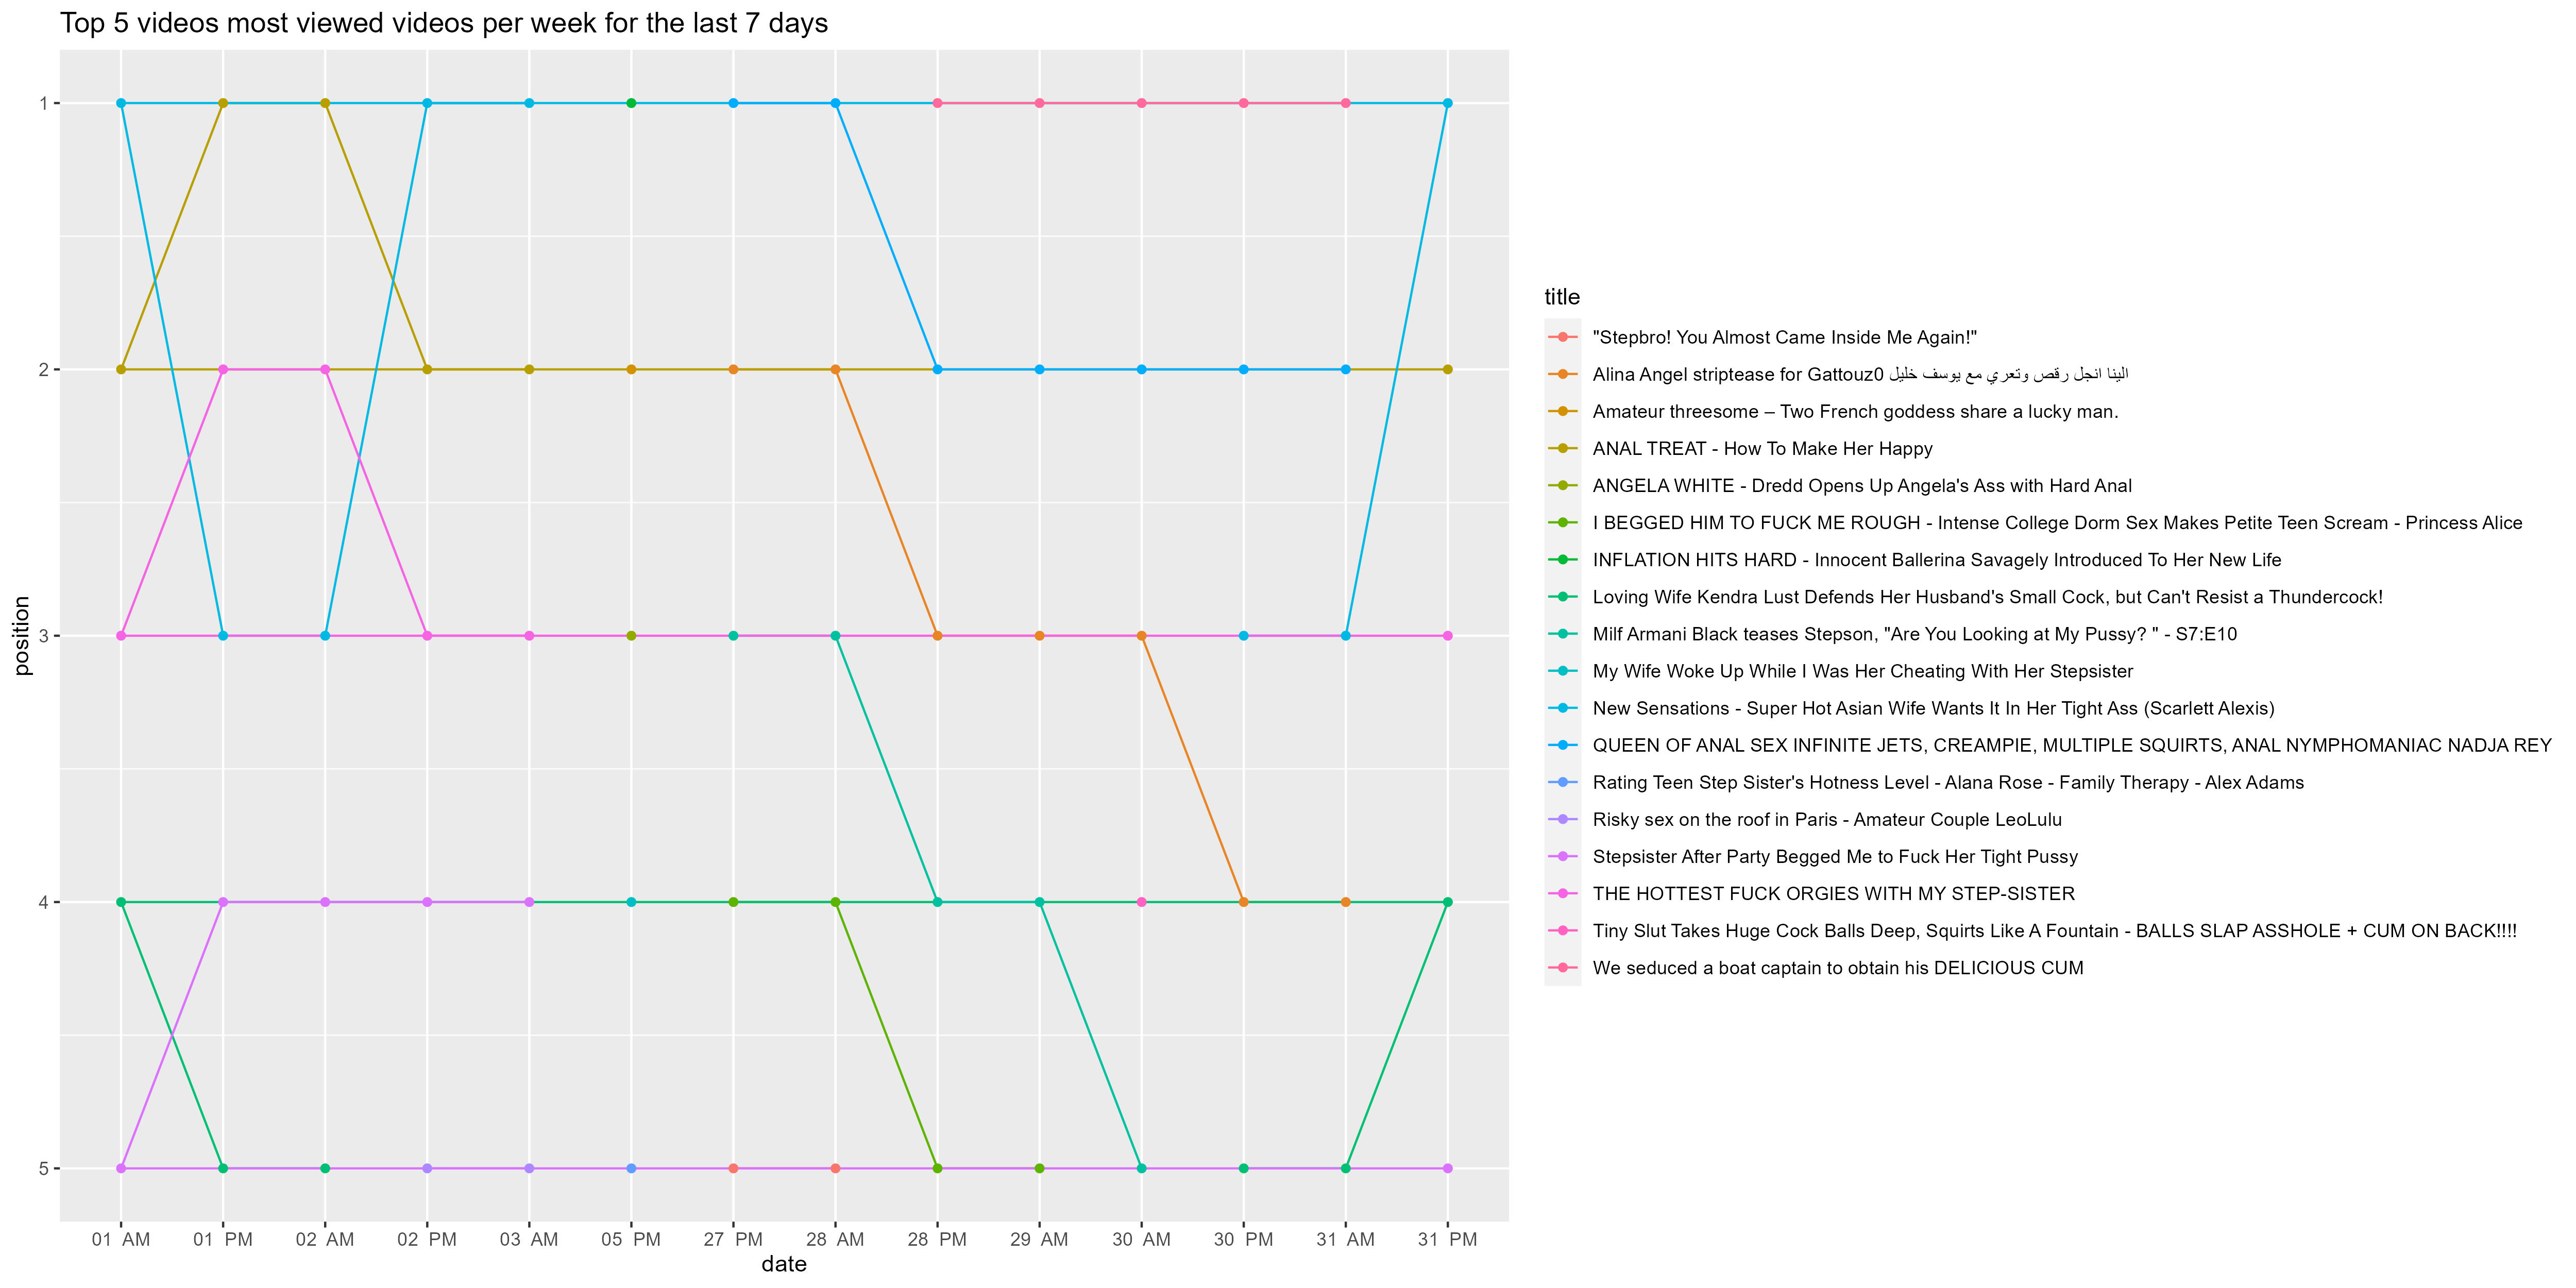 Top 5 videos most viewed videos per week for the last 7 days
position
1
2
3
4
5
01 AM
01 PM
02 AM
02 PM
03 AM
05 PM
27 PM
28 AM
28 PM
29 AM
30 AM
30 PM
31 AM
31 PM
date
title
"Stepbro! You Almost Came Inside Me Again!"
Alina Angel striptease for Gattouz0 الينا انجل رقص وتعري مع يوسف خليل
Amateur threesome – Two French goddess share a lucky man.
ANAL TREAT - How To Make Her Happy
ANGELA WHITE - Dredd Opens Up Angela's Ass with Hard Anal
I BEGGED HIM TO FUCK ME ROUGH - Intense College Dorm Sex Makes Petite Teen Scream - Princess Alice
INFLATION HITS HARD - Innocent Ballerina Savagely Introduced To Her New Life
Loving Wife Kendra Lust Defends Her Husband's Small Cock, but Can't Resist a Thundercock!
Milf Armani Black teases Stepson, "Are You Looking at My Pussy? " - S7:E10
My Wife Woke Up While I Was Her Cheating With Her Stepsister
New Sensations - Super Hot Asian Wife Wants It In Her Tight Ass (Scarlett Alexis)
QUEEN OF ANAL SEX INFINITE JETS, CREAMPIE, MULTIPLE SQUIRTS, ANAL NYMPHOMANIAC NADJA REY
Rating Teen Step Sister's Hotness Level - Alana Rose - Family Therapy - Alex Adams
Risky sex on the roof in Paris - Amateur Couple LeoLulu
Stepsister After Party Begged Me to Fuck Her Tight Pussy
THE HOTTEST FUCK ORGIES WITH MY STEP-SISTER
Tiny Slut Takes Huge Cock Balls Deep, Squirts Like A Fountain - BALLS SLAP ASSHOLE + CUM ON BACK!!!!
We seduced a boat captain to obtain his DELICIOUS CUM